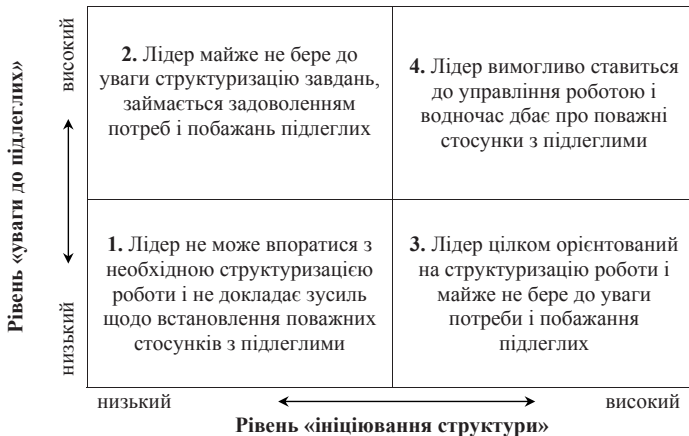 Рівень «уваги до підлеглих»
високий
низький
2. Лідер майже не бере до
уваги структуризацію завдань,
займається задоволенням
потреб і побажань підлеглих
4. Лідер вимогливо ставиться
до управління роботою і
водночас дбає про поважні
стосунки з підлеглими
1. Лідер не може впоратися з
необхідною структуризацією
роботи і не докладає зусиль
щодо встановлення поважних
стосунків з підлеглими
3. Лідер цілком орієнтований
на структуризацію роботи і
майже не бере до уваги
потреби і побажання
підлеглих
низький
високий
Рівень «ініціювання структури»